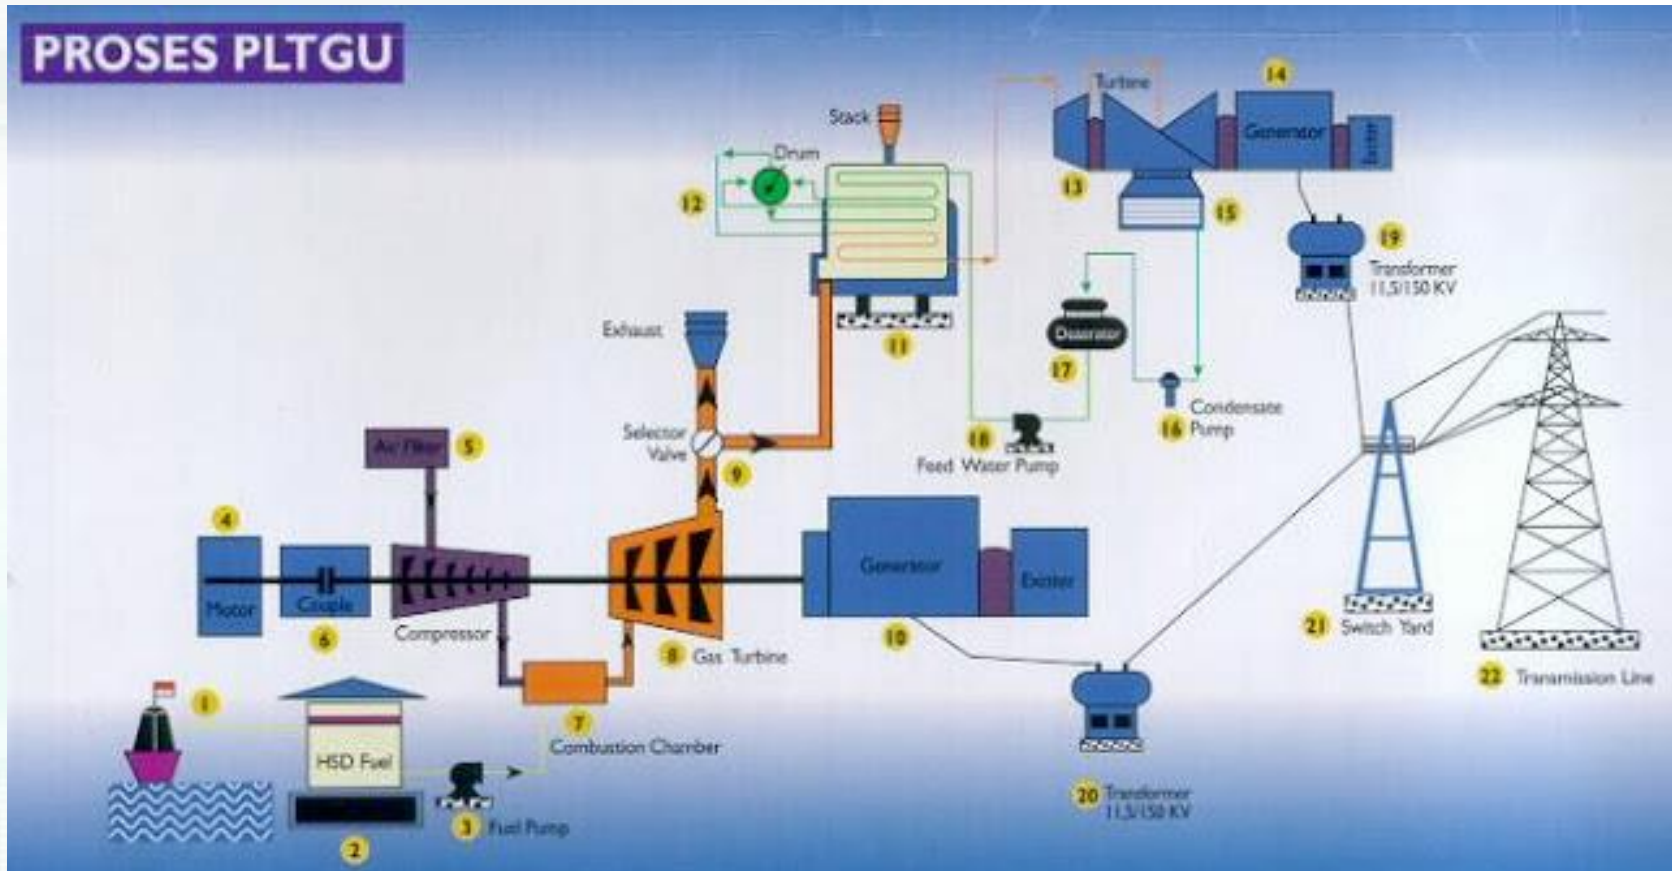 PROSES PLTGU
Turbine
14
Stack
Generator
Exciter
Drum
12
13
15
19
Transformer
11,5/150 KV
Exhaust
11
Deaerator
17
Condensate
Pump
16
Selector
Valve
18
Feed Water Pump
Air Filter
5
9
4
Generator
Exciter
Motor
Couple
6
Compressor
10
8
Gas Turbine
21
Switch Yard
22
Transmission Line
1
7
Combustion Chamber
HSD Fuel
3
Fuel Pump
2
20
Transformer
11,5/150 KV